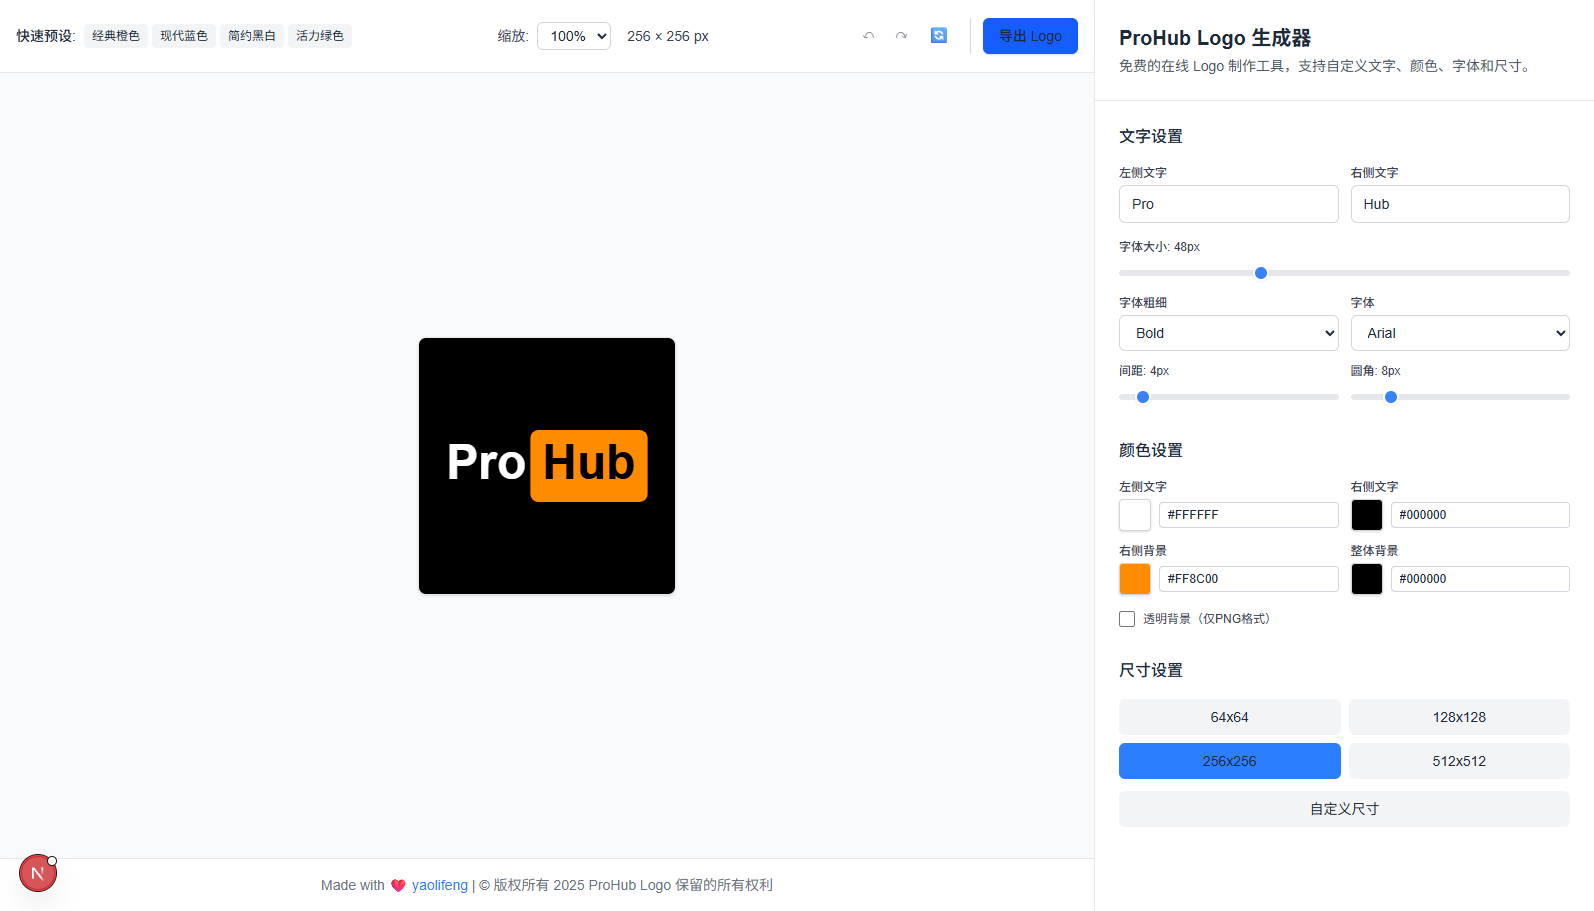 快速预设: 经典橙色 现代蓝色 简约黑白 活力绿色 缩放: 100% 256 × 256 px 导出 Logo
Pro Hub
Made with ❤️ yaolifeng | © 版权所有 2025 ProHub Logo 保留的所有权利
N
ProHub Logo 生成器
免费的在线 Logo 制作工具，支持自定义文字、颜色、字体和尺寸。
文字设置
左侧文字 右侧文字
Pro Hub
字体大小: 48px
字体粗细 字体
Bold Arial
间距: 4px 圆角: 8px
颜色设置
左侧文字 右侧文字
#FFFFFF #000000
右侧背景 整体背景
#FF8C00 #000000
透明背景（仅PNG格式）
尺寸设置
64x64 128x128
256x256 512x512
自定义尺寸